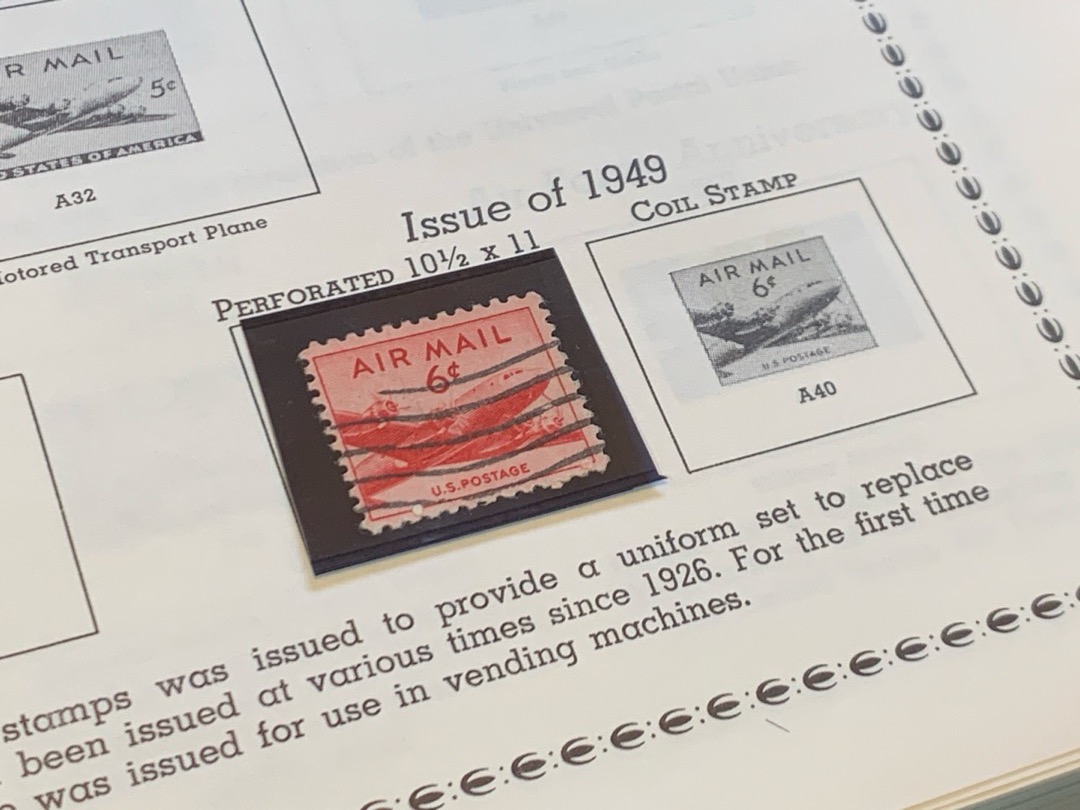 R MAIL
5¢
D STATES OF AMERICA
A32
Motored Transport Plane
Issue of 1949
PERFORATED 10½ x 11
COIL STAMP
AIR MAIL
6¢
U.S. POSTAGE
AIR MAIL
6¢
U.S. POSTAGE
A40
stamps was issued to provide a uniform set to replace
been issued at various times since 1926. For the first time
was issued for use in vending machines.